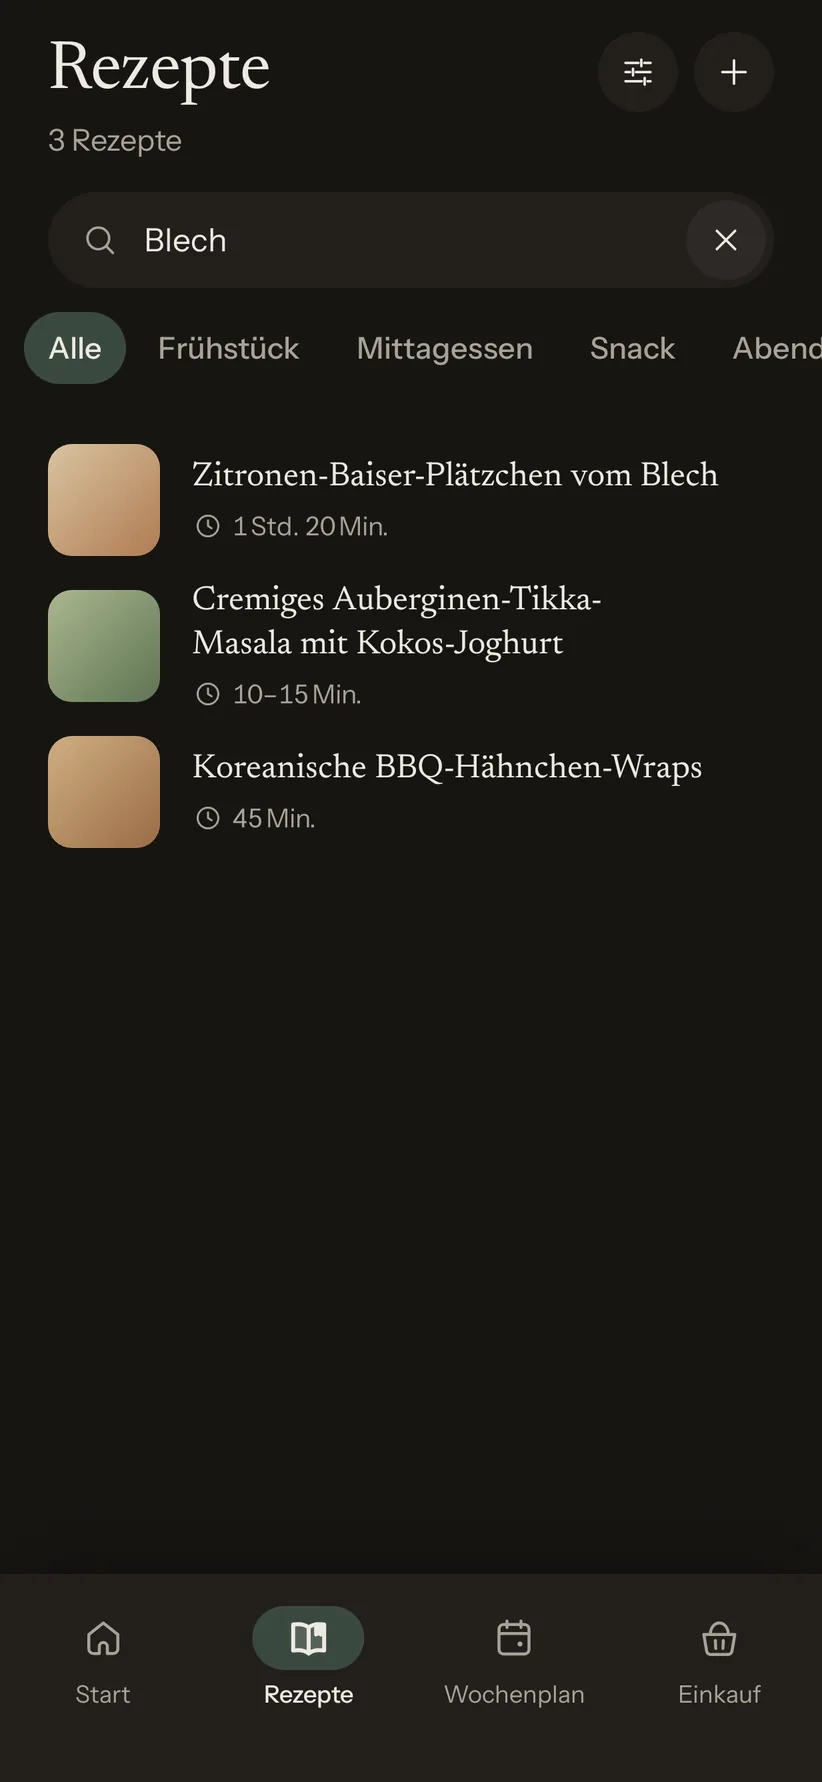 Rezepte
3 Rezepte
Blech
Alle Frühstück Mittagessen Snack Abend
Zitronen-Baiser-Plätzchen vom Blech
1 Std. 20 Min.
Cremiges Auberginen-Tikka-
Masala mit Kokos-Joghurt
10–15 Min.
Koreanische BBQ-Hähnchen-Wraps
45 Min.
Start Rezepte Wochenplan Einkauf